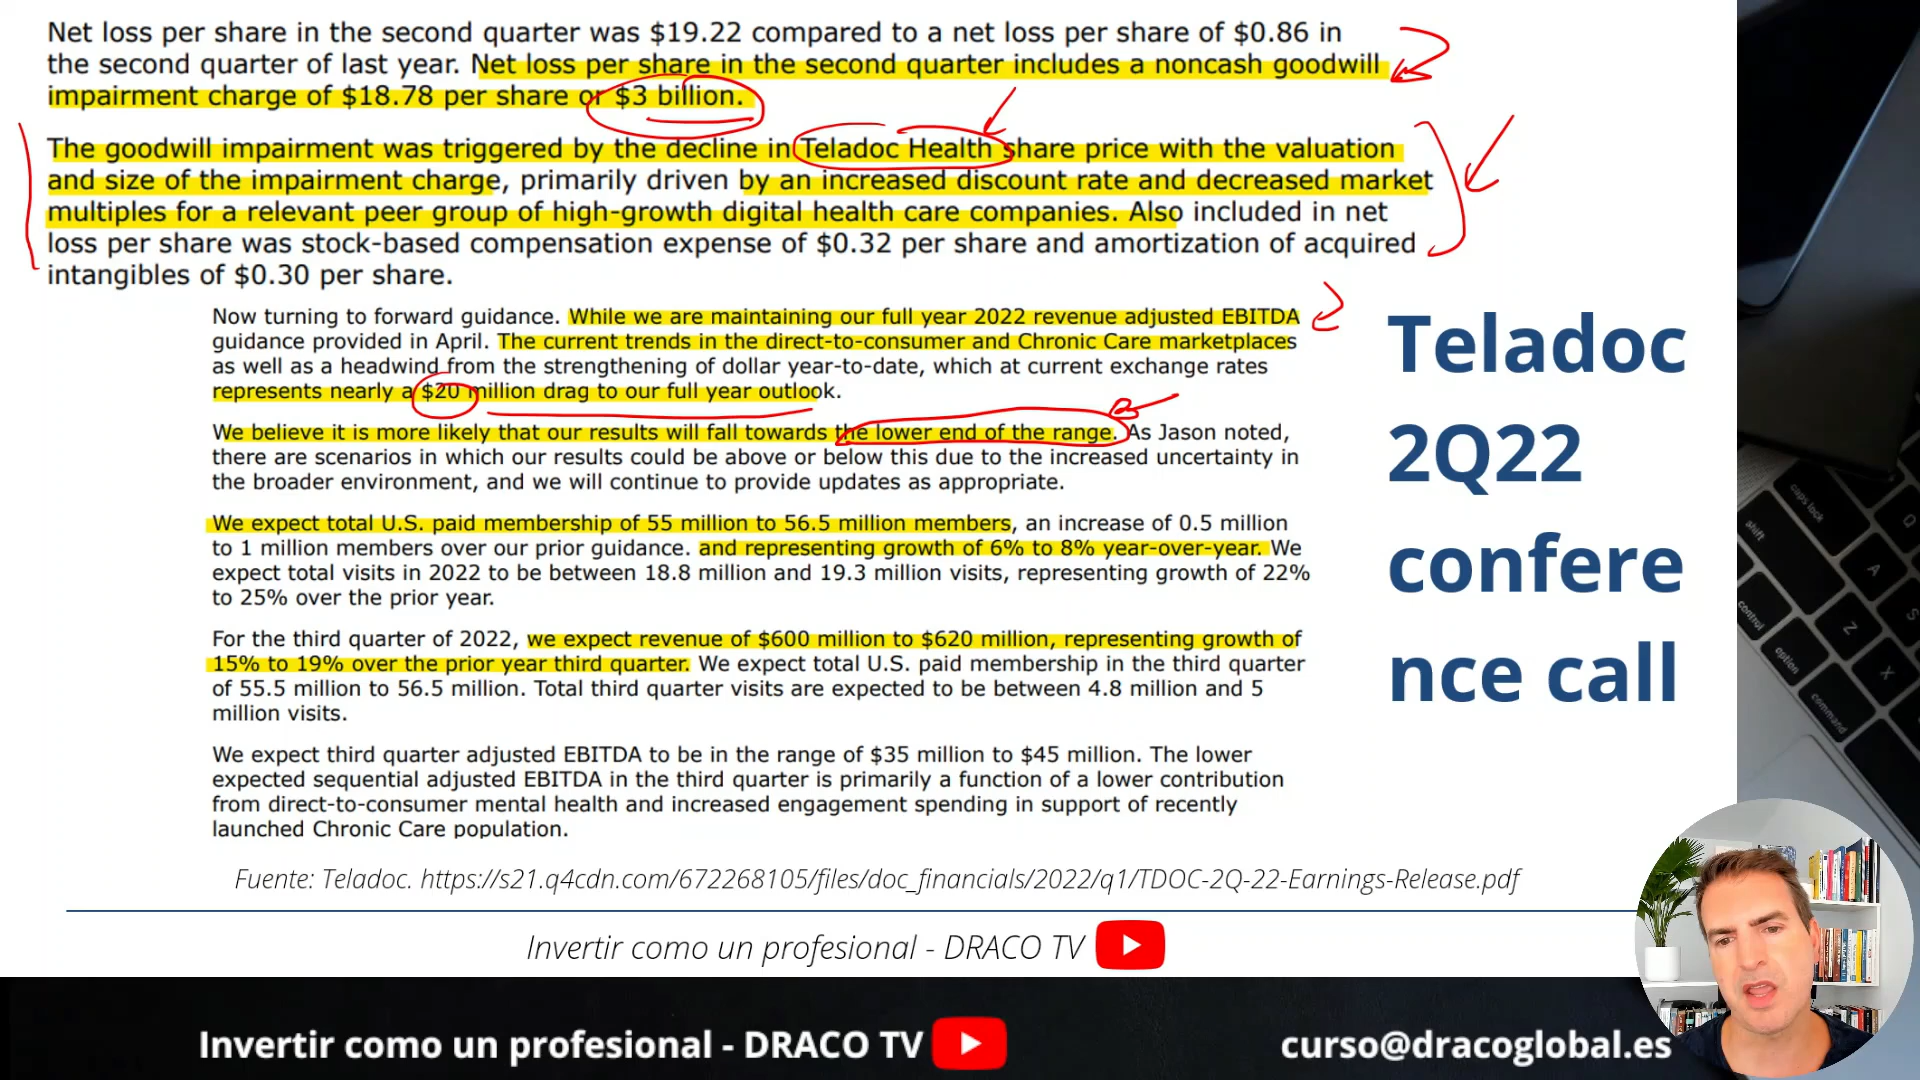 Net loss per share in the second quarter was $19.22 compared to a net loss per share of $0.86 in
the second quarter of last year. Net loss per share in the second quarter includes a noncash goodwill
impairment charge of $18.78 per share or $3 billion.
The goodwill impairment was triggered by the decline in Teladoc Health share price with the valuation
and size of the impairment charge, primarily driven by an increased discount rate and decreased market
multiples for a relevant peer group of high-growth digital health care companies. Also included in net
loss per share was stock-based compensation expense of $0.32 per share and amortization of acquired
intangibles of $0.30 per share.
Now turning to forward guidance. While we are maintaining our full year 2022 revenue adjusted EBITDA
guidance provided in April. The current trends in the direct-to-consumer and Chronic Care marketplaces
as well as a headwind from the strengthening of dollar year-to-date, which at current exchange rates
represents nearly a $20 million drag to our full year outlook.
We believe it is more likely that our results will fall towards the lower end of the range. As Jason noted,
there are scenarios in which our results could be above or below this due to the increased uncertainty in
the broader environment, and we will continue to provide updates as appropriate.
We expect total U.S. paid membership of 55 million to 56.5 million members, an increase of 0.5 million
to 1 million members over our prior guidance. and representing growth of 6% to 8% year-over-year. We
expect total visits in 2022 to be between 18.8 million and 19.3 million visits, representing growth of 22%
to 25% over the prior year.
For the third quarter of 2022, we expect revenue of $600 million to $620 million, representing growth of
15% to 19% over the prior year third quarter. We expect total U.S. paid membership in the third quarter
of 55.5 million to 56.5 million. Total third quarter visits are expected to be between 4.8 million and 5
million visits.
We expect third quarter adjusted EBITDA to be in the range of $35 million to $45 million. The lower
expected sequential adjusted EBITDA in the third quarter is primarily a function of a lower contribution
from direct-to-consumer mental health and increased engagement spending in support of recently
launched Chronic Care population.
Teladoc
2Q22
confere
nce call
Fuente: Teladoc. https://s21.q4cdn.com/672268105/files/doc_financials/2022/q1/TDOC-2Q-22-Earnings-Release.pdf
Invertir como un profesional - DRACO TV
Invertir como un profesional - DRACO TV
curso@dracoglobal.es
caps lock
shift
control
option
command
A
S
Z
X